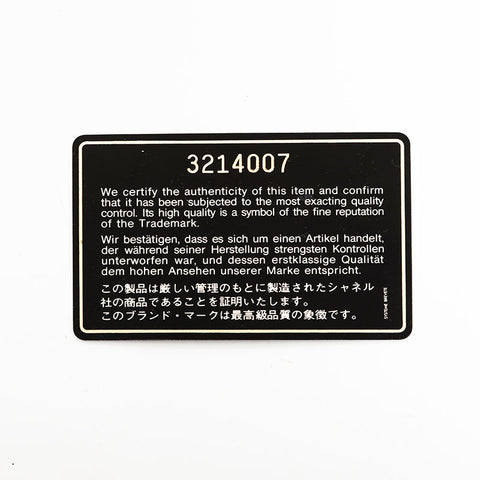 3214007
We certify the authenticity of this item and confirm
that it has been subjected to the most exacting quality
control. Its high quality is a symbol of the fine reputation
of the Trademark.
Wir bestätigen, dass es sich um einen Artikel handelt,
der während seiner Herstellung strengsten Kontrollen
unterworfen war, und dessen erstklassige Qualität
dem hohen Ansehen unserer Marke entspricht.
この製品は厳しい管理のもとに製造されたシャネル
社の商品であることを証明いたします。
このブランド・マークは最高級品質の象徴です。
SYSTEME BREVETE